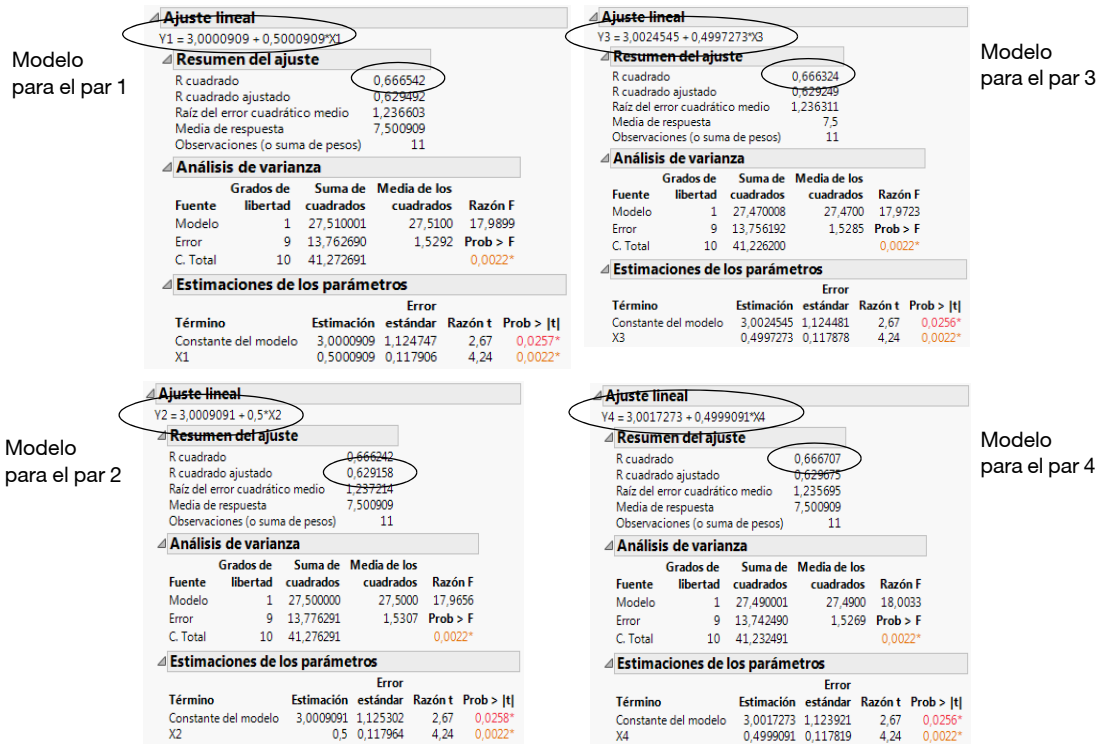 Modelo
para el par 1
Ajuste lineal
Y1 = 3,0000909 + 0,5000909*X1
Resumen del ajuste
R cuadrado 0,666542
R cuadrado ajustado 0,629492
Raíz del error cuadrático medio 1,236603
Media de respuesta 7,500909
Observaciones (o suma de pesos) 11
Análisis de varianza
Grados de Suma de Media de los
Fuente libertad cuadrados cuadrados Razón F
Modelo 1 27,510001 27,5100 17,9899
Error 9 13,762690 1,5292 Prob > F
C. Total 10 41,272691 0,0022*
Estimaciones de los parámetros
Error
Término Estimación estándar Razón t Prob > |t|
Constante del modelo 3,0000909 1,124747 2,67 0,0257*
X1 0,5000909 0,117906 4,24 0,0022*
Modelo
para el par 3
Ajuste lineal
Y3 = 3,0024545 + 0,4997273*X3
Resumen del ajuste
R cuadrado 0,666324
R cuadrado ajustado 0,629249
Raíz del error cuadrático medio 1,236311
Media de respuesta 7,5
Observaciones (o suma de pesos) 11
Análisis de varianza
Grados de Suma de Media de los
Fuente libertad cuadrados cuadrados Razón F
Modelo 1 27,470008 27,4700 17,9723
Error 9 13,756192 1,5285 Prob > F
C. Total 10 41,226200 0,0022*
Estimaciones de los parámetros
Error
Término Estimación estándar Razón t Prob > |t|
Constante del modelo 3,0024545 1,124481 2,67 0,0256*
X3 0,4997273 0,117878 4,24 0,0022*
Modelo
para el par 2
Ajuste lineal
Y2 = 3,0009091 + 0,5*X2
Resumen del ajuste
R cuadrado 0,666242
R cuadrado ajustado 0,629158
Raíz del error cuadrático medio 1,237214
Media de respuesta 7,500909
Observaciones (o suma de pesos) 11
Análisis de varianza
Grados de Suma de Media de los
Fuente libertad cuadrados cuadrados Razón F
Modelo 1 27,500000 27,5000 17,9656
Error 9 13,776291 1,5307 Prob > F
C. Total 10 41,276291 0,0022*
Estimaciones de los parámetros
Error
Término Estimación estándar Razón t Prob > |t|
Constante del modelo 3,0009091 1,125302 2,67 0,0258*
X2 0,5 0,117964 4,24 0,0022*
Modelo
para el par 4
Ajuste lineal
Y4 = 3,0017273 + 0,4999091*X4
Resumen del ajuste
R cuadrado 0,666707
R cuadrado ajustado 0,629675
Raíz del error cuadrático medio 1,235695
Media de respuesta 7,500909
Observaciones (o suma de pesos) 11
Análisis de varianza
Grados de Suma de Media de los
Fuente libertad cuadrados cuadrados Razón F
Modelo 1 27,490001 27,4900 18,0033
Error 9 13,742490 1,5269 Prob > F
C. Total 10 41,232491 0,0022*
Estimaciones de los parámetros
Error
Término Estimación estándar Razón t Prob > |t|
Constante del modelo 3,0017273 1,123921 2,67 0,0256*
X4 0,4999091 0,117819 4,24 0,0022*